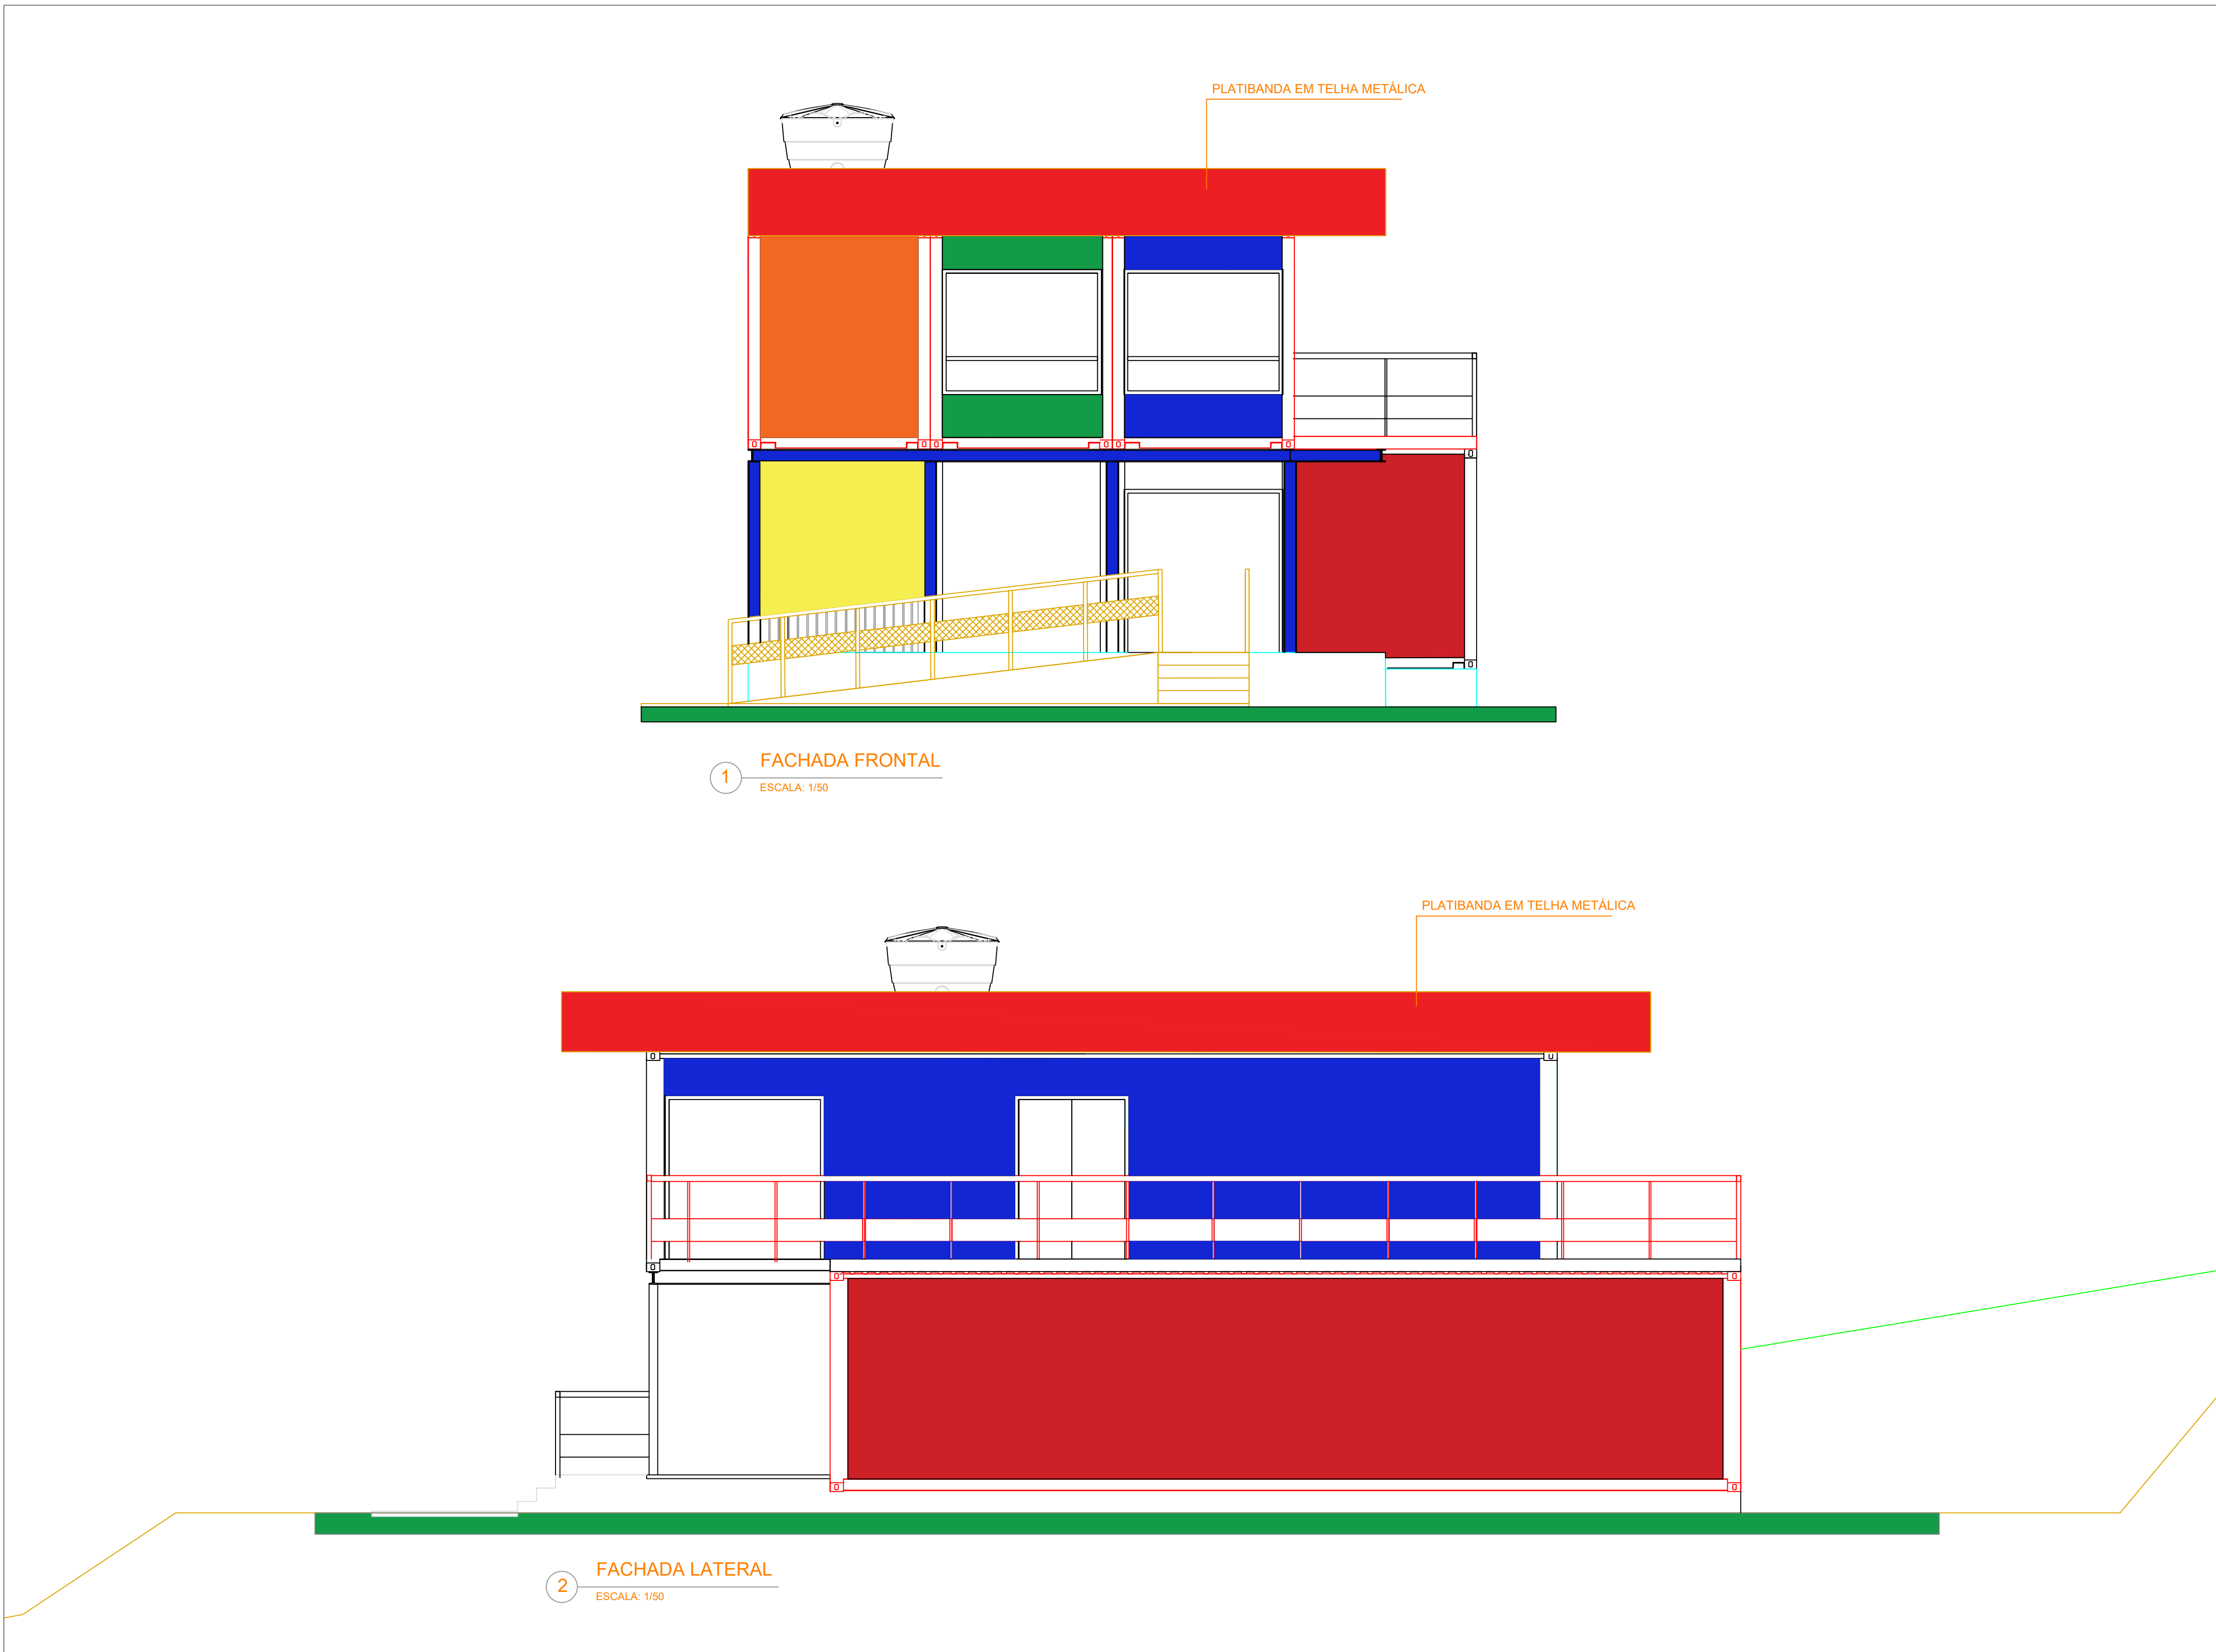 PLATIBANDA EM TELHA METÁLICA
1
FACHADA FRONTAL
ESCALA: 1/50
PLATIBANDA EM TELHA METÁLICA
2
FACHADA LATERAL
ESCALA: 1/50